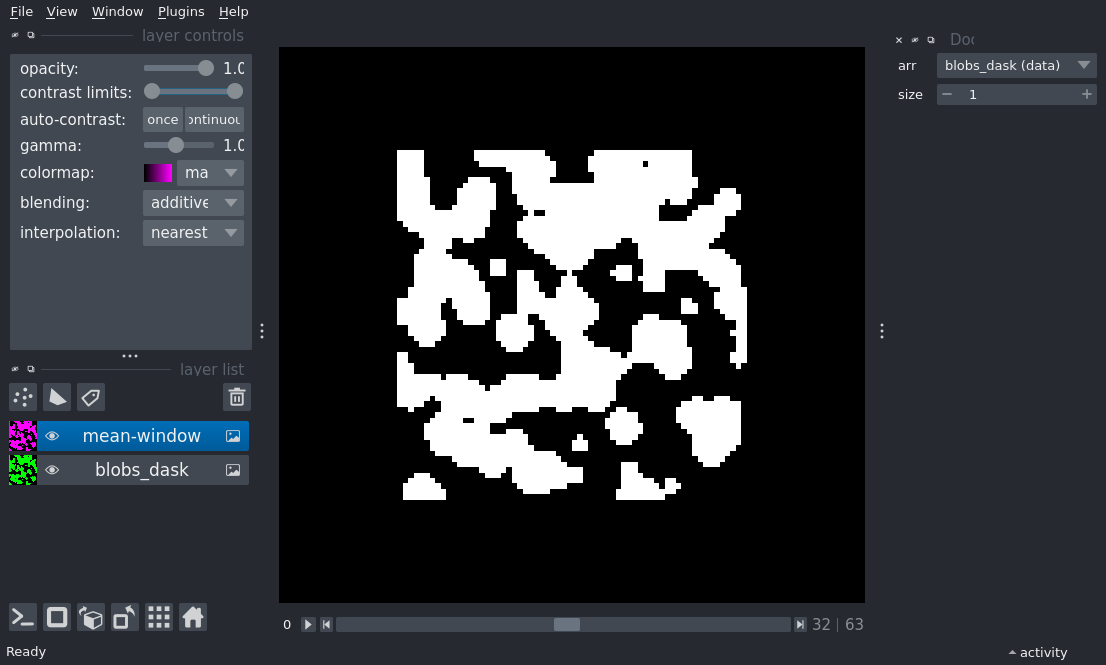 File View Window Plugins Help
layer controls
opacity: 1.0
contrast limits:
auto-contrast: once ontinuou
gamma: 1.0
colormap: ma
blending: additive
interpolation: nearest
layer list
mean-window
blobs_dask
Doc
arr blobs_dask (data)
size 1
0 32 63
Ready
activity